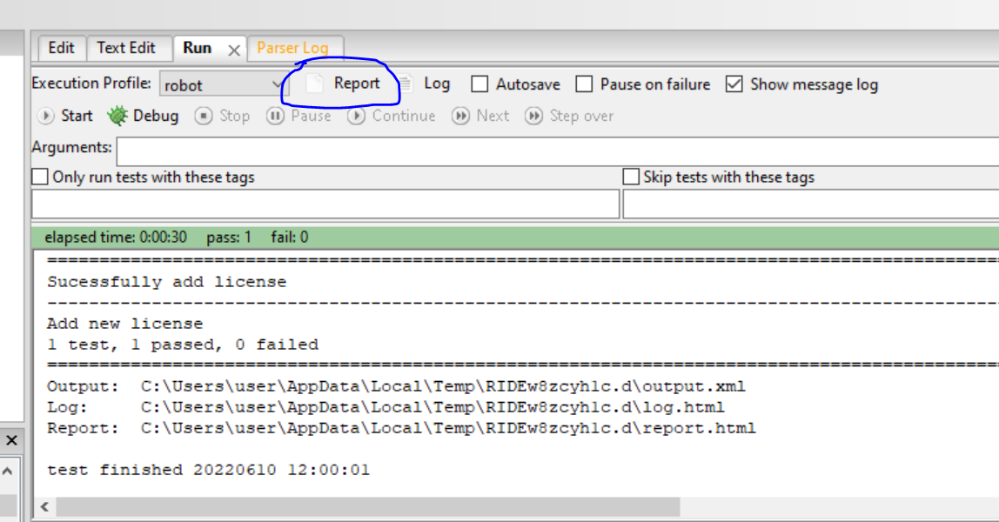 Edit Text Edit Run Parser Log
Execution Profile: robot Report Log Autosave Pause on failure Show message log
Start Debug Stop Pause Continue Next Step over
Arguments:
Only run tests with these tags Skip tests with these tags
elapsed time: 0:00:30 pass: 1 fail: 0
==============================================================================
Sucessfully add license
------------------------------------------------------------------------------
Add new license
1 test, 1 passed, 0 failed
==============================================================================
Output: C:\Users\user\AppData\Local\Temp\RIDEw8zcyh1c.d\output.xml
Log: C:\Users\user\AppData\Local\Temp\RIDEw8zcyh1c.d\log.html
Report: C:\Users\user\AppData\Local\Temp\RIDEw8zcyh1c.d\report.html
test finished 20220610 12:00:01